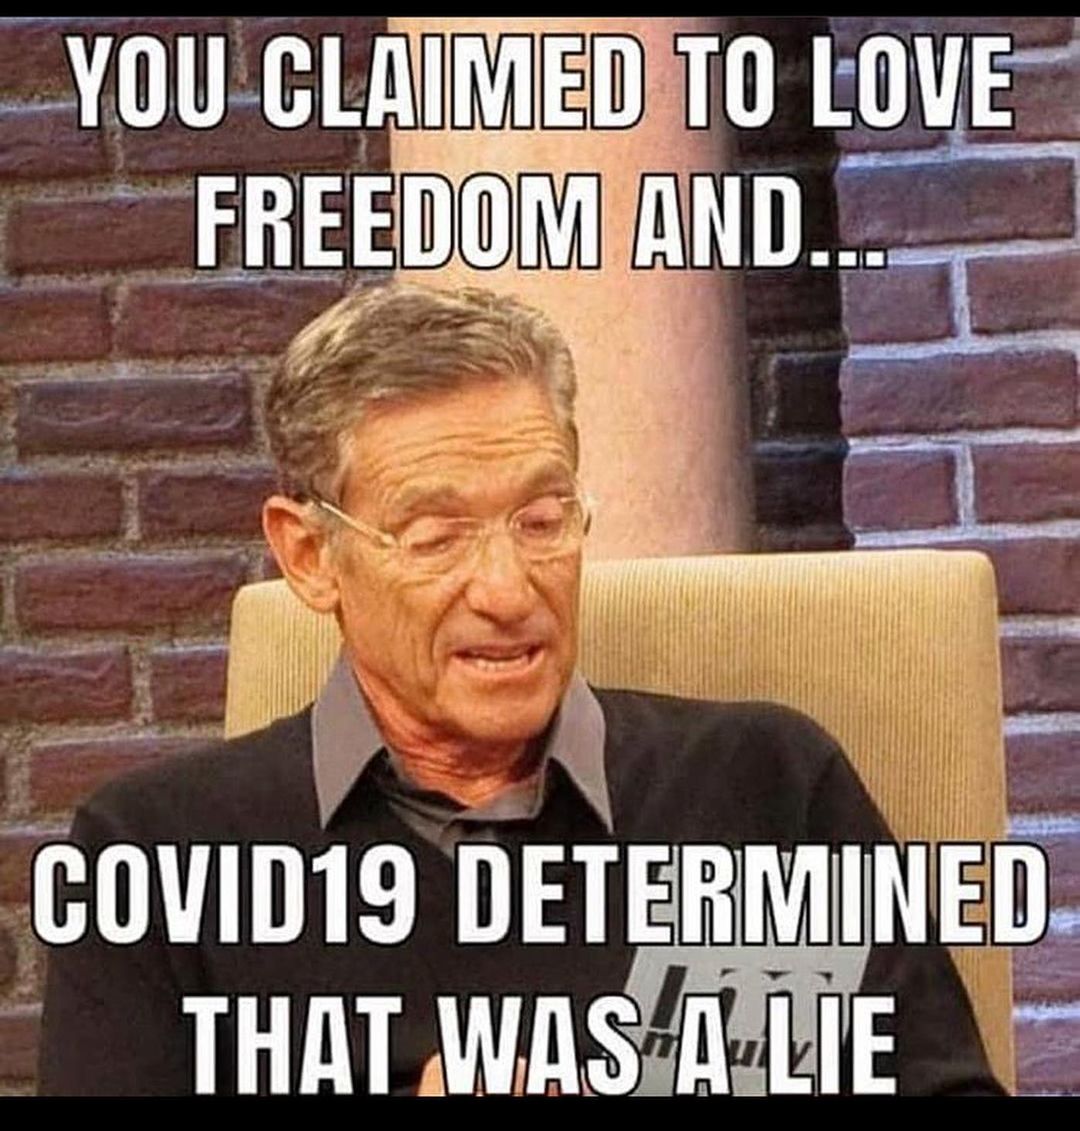 YOU CLAIMED TO LOVE
FREEDOM AND...
COVID19 DETERMINED
THAT WAS A LIE